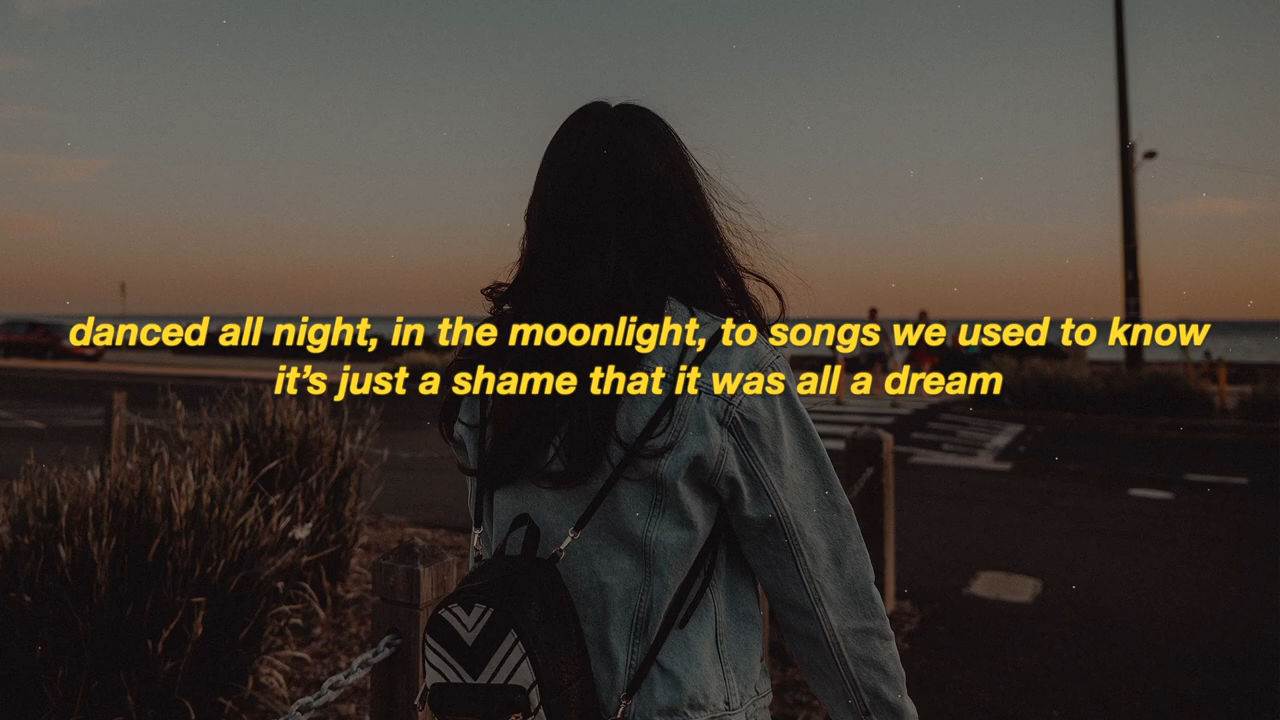 danced all night, in the moonlight, to songs we used to know
it's just a shame that it was all a dream